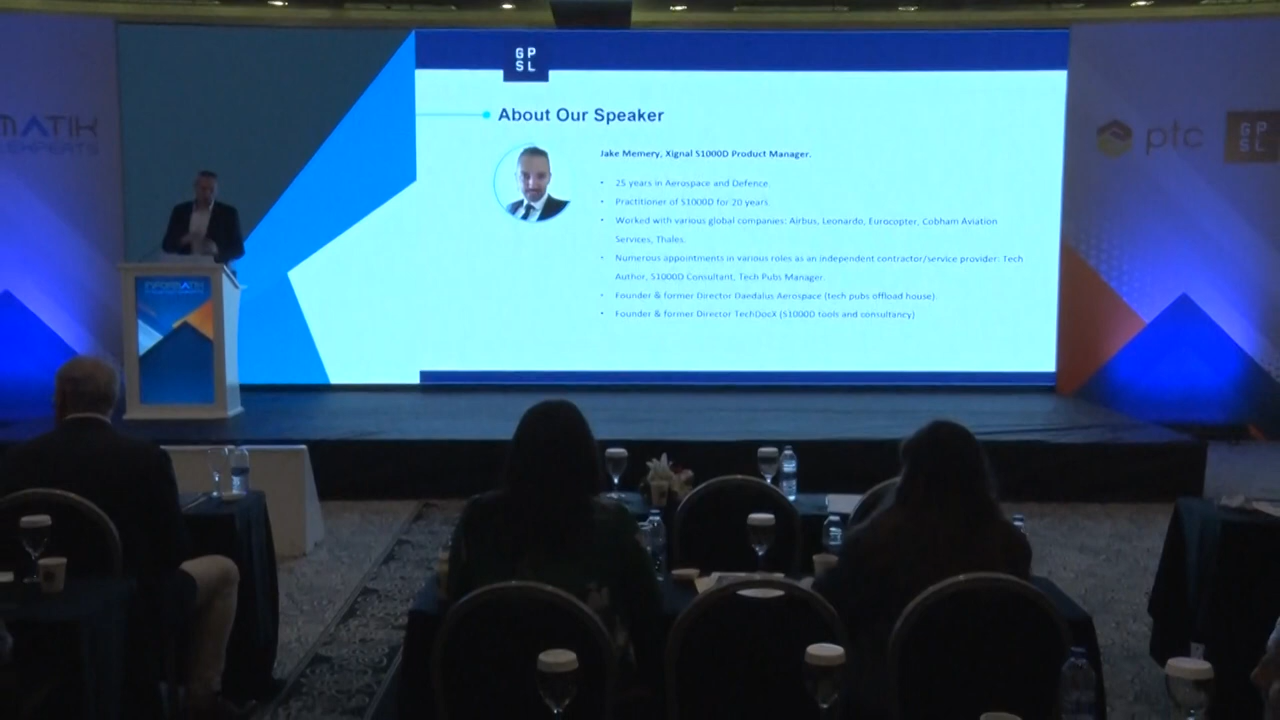 GP
SL
About Our Speaker
MATIK
EXPERTS
ptc
GP
SL
Jake Memery, Xignal S1000D Product Manager.
• 25 years in Aerospace and Defence.
• Practitioner of S1000D for 20 years.
• Worked with various global companies: Airbus, Leonardo, Eurocopter, Cobham Aviation
Services, Thales.
• Numerous appointments in various roles as an independent contractor/service provider: Tech
Author, S1000D Consultant, Tech Pubs Manager.
• Founder & former Director Daedalus Aerospace (tech pubs offload house).
• Founder & former Director TechDocX (S1000D tools and consultancy)
INFORMATIK